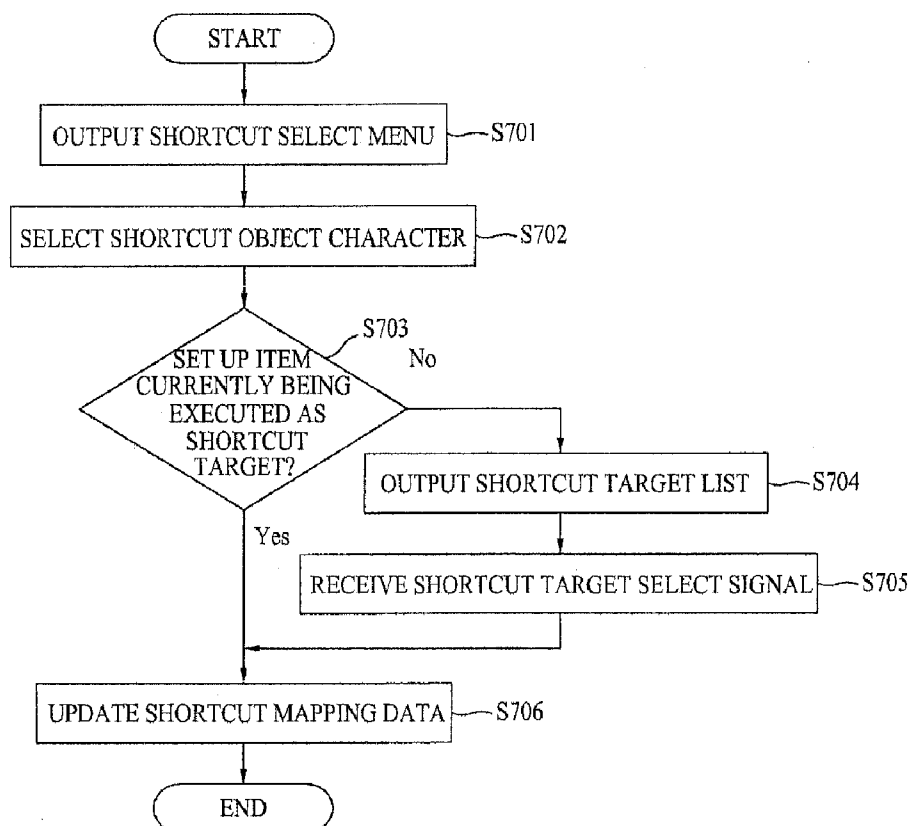 START
OUTPUT SHORTCUT SELECT MENU
S701
SELECT SHORTCUT OBJECT CHARACTER
S702
S703
SET UP ITEM
CURRENTLY BEING
EXECUTED AS
SHORTCUT
TARGET?
No
OUTPUT SHORTCUT TARGET LIST
S704
Yes
RECEIVE SHORTCUT TARGET SELECT SIGNAL
S705
UPDATE SHORTCUT MAPPING DATA
S706
END